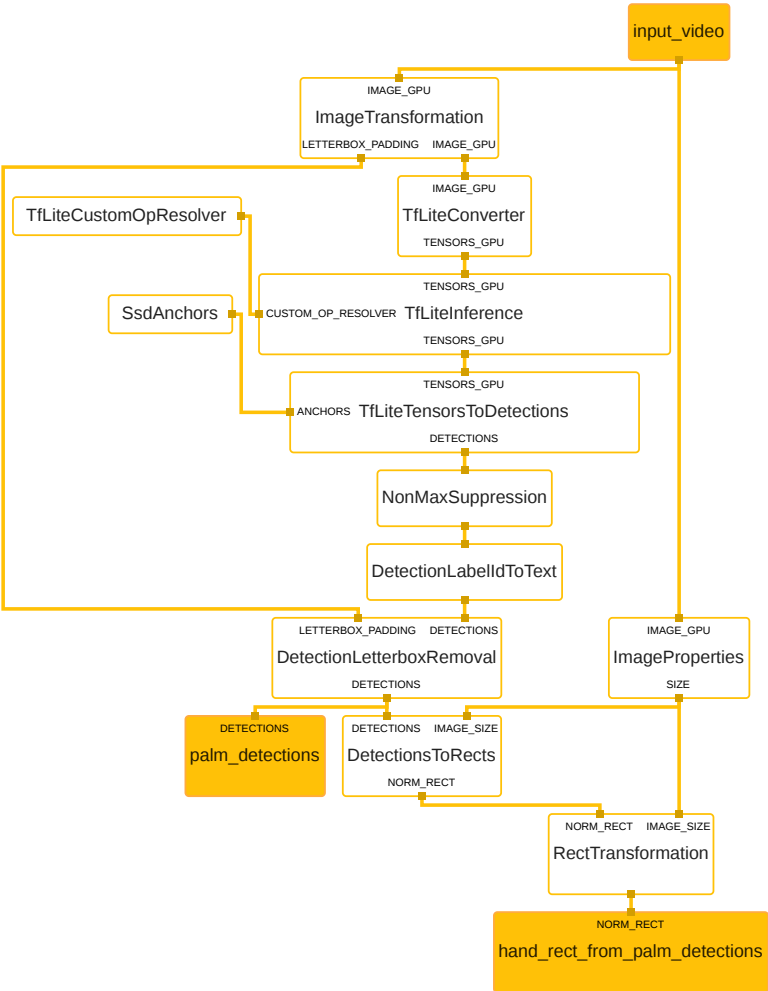 input_video
IMAGE_GPU
ImageTransformation
LETTERBOX_PADDING IMAGE_GPU
IMAGE_GPU
TfLiteConverter
TENSORS_GPU
TfLiteCustomOpResolver
TENSORS_GPU
CUSTOM_OP_RESOLVER TfLiteInference
TENSORS_GPU
SsdAnchors
TENSORS_GPU
ANCHORS TfLiteTensorsToDetections
DETECTIONS
NonMaxSuppression
DetectionLabelIdToText
LETTERBOX_PADDING DETECTIONS
DetectionLetterboxRemoval
DETECTIONS
IMAGE_GPU
ImageProperties
SIZE
DETECTIONS
palm_detections
DETECTIONS IMAGE_SIZE
DetectionsToRects
NORM_RECT
NORM_RECT IMAGE_SIZE
RectTransformation
NORM_RECT
hand_rect_from_palm_detections